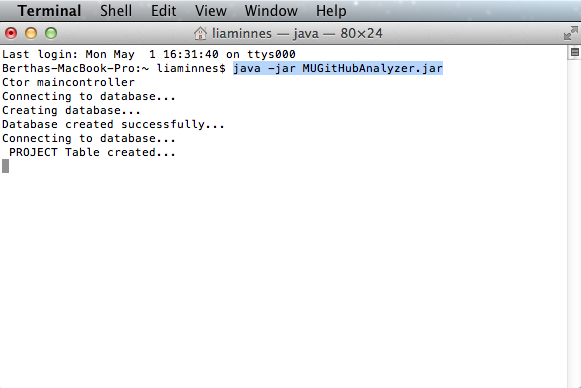 Terminal Shell Edit View Window Help
liaminnes — java — 80×24
Last login: Mon May  1 16:31:40 on ttys000
Berthas-MacBook-Pro:~ liaminnes$ java -jar MUGitHubAnalyzer.jar
Ctor maincontroller
Connecting to database...
Creating database...
Database created successfully...
Connecting to database...
 PROJECT Table created...